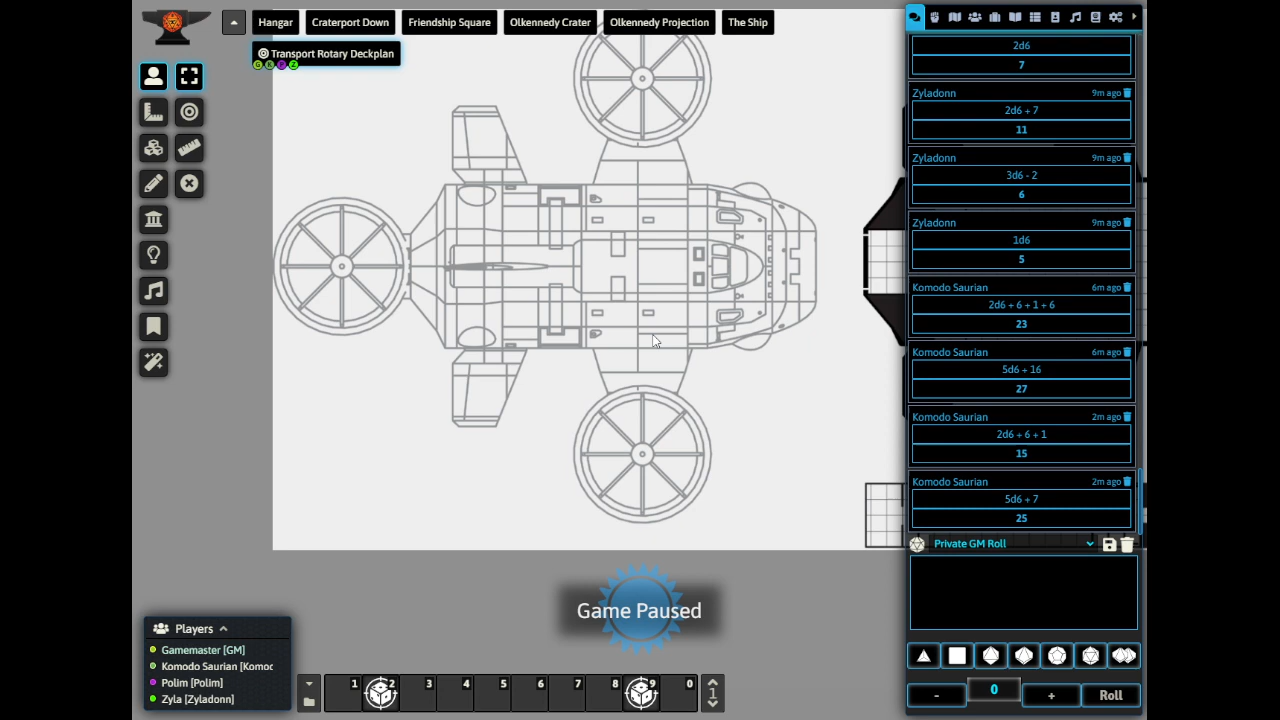 Hangar
Craterport Down
Friendship Square
Olkennedy Crater
Olkennedy Projection
The Ship
Transport Rotary Deckplan
G K P Z
2d6
7
Zyladonn 9m ago
2d6 + 7
11
Zyladonn 9m ago
3d6 - 2
6
Zyladonn 9m ago
1d6
5
Komodo Saurian 6m ago
2d6 + 6 + 1 + 6
23
Komodo Saurian 6m ago
5d6 + 16
27
Komodo Saurian 2m ago
2d6 + 6 + 1
15
Komodo Saurian 2m ago
5d6 + 7
25
Private GM Roll
Game Paused
Players
Gamemaster [GM]
Komodo Saurian [Komoc
Polim [Polim]
Zyla [Zyladonn]
1 2 3 4 5 6 7 8 9 0
1
- 0 + Roll